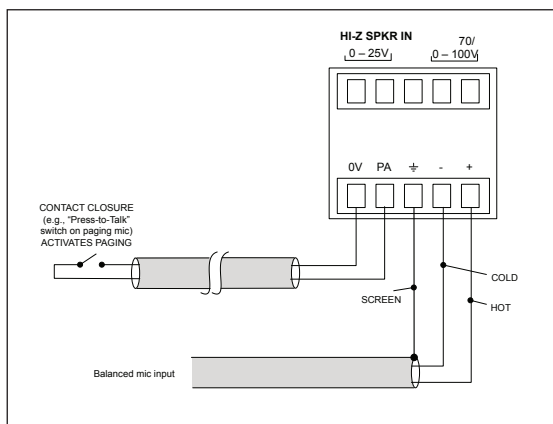 HI-Z SPKR IN
0 – 25V
70/
0 – 100V
0V PA - +
CONTACT CLOSURE
(e.g., “Press-to-Talk”
switch on paging mic)
ACTIVATES PAGING
COLD
SCREEN
HOT
Balanced mic input